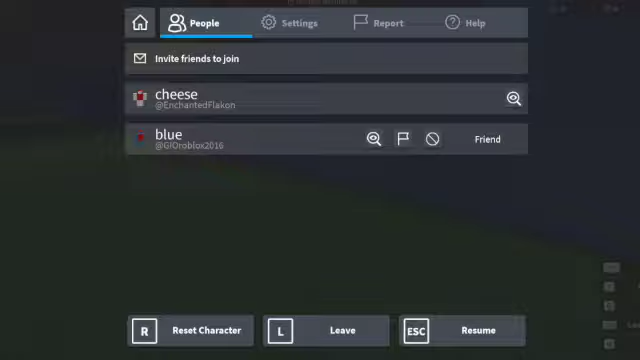 People
Settings
Report
Help
Invite friends to join
cheese
@EnchantedFlakon
blue
@GIOroblox2016
Friend
R
Reset Character
L
Leave
ESC
Resume